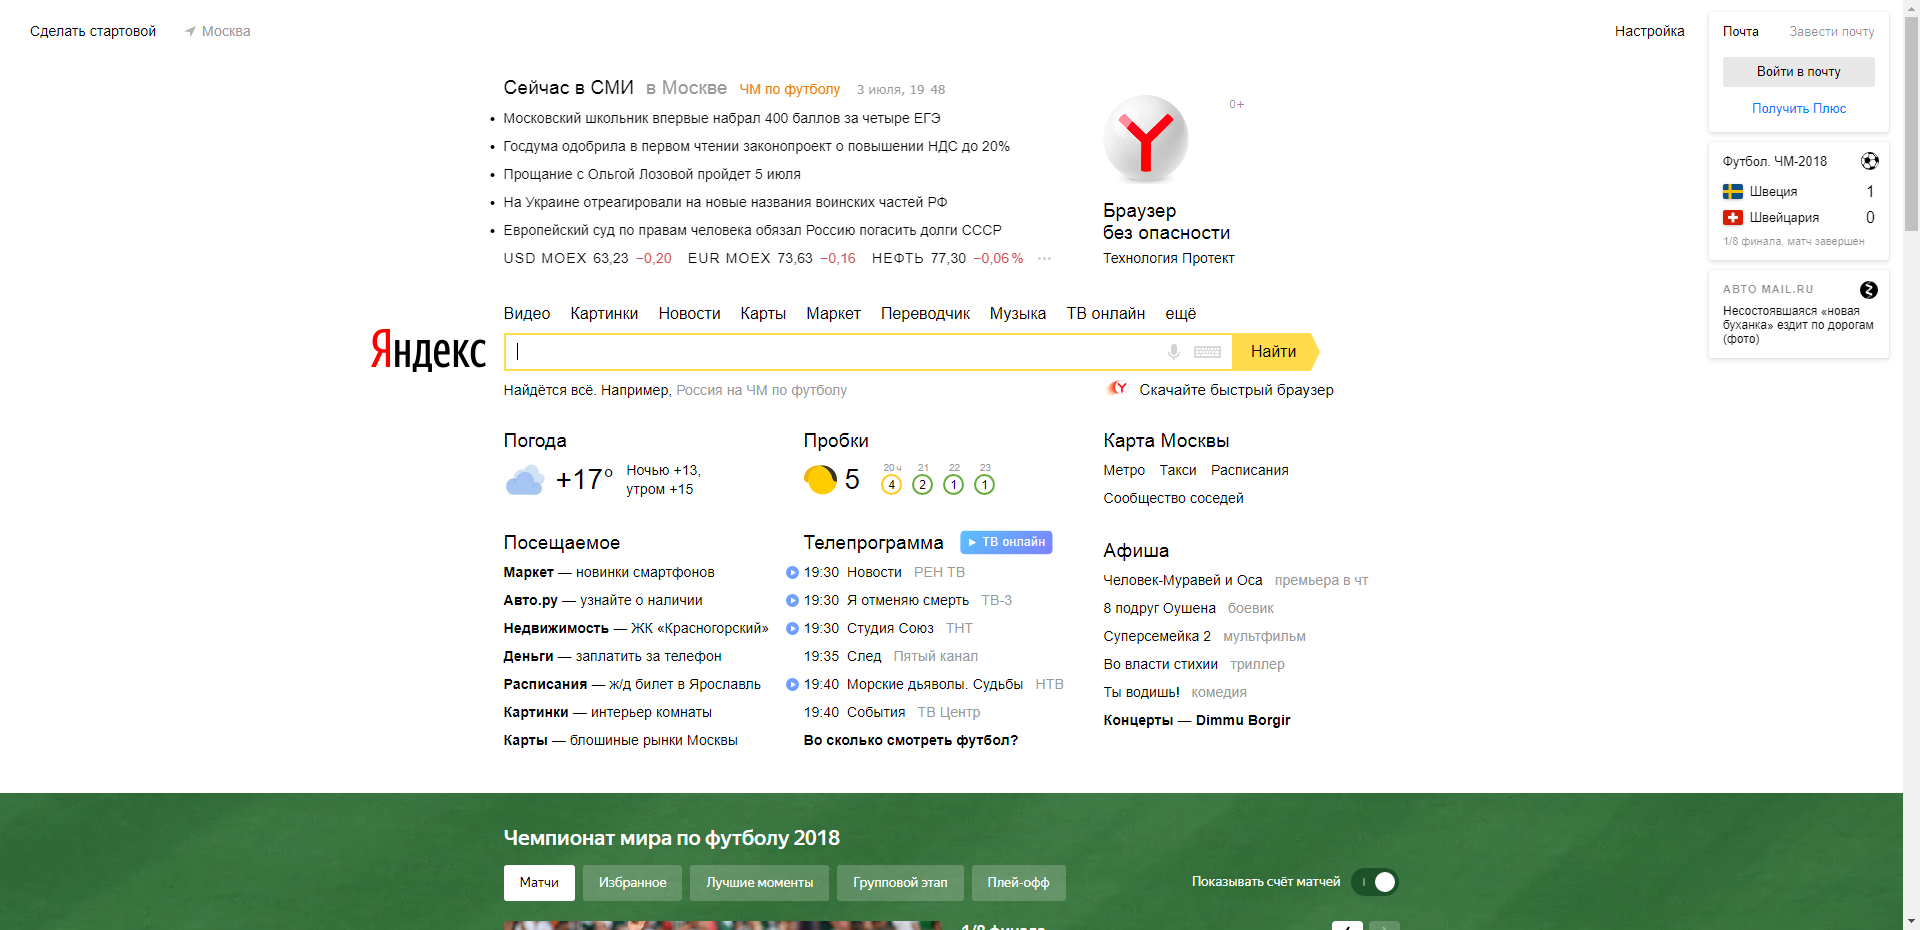 Сделать стартовой Москва
Настройка
Почта Завести почту
Войти в почту
Получить Плюс
Сейчас в СМИ в Москве ЧМ по футболу 3 июля, 19 48
Московский школьник впервые набрал 400 баллов за четыре ЕГЭ
Госдума одобрила в первом чтении законопроект о повышении НДС до 20%
Прощание с Ольгой Лозовой пройдет 5 июля
На Украине отреагировали на новые названия воинских частей РФ
Европейский суд по правам человека обязал Россию погасить долги СССР
USD MOEX 63,23 −0,20 EUR MOEX 73,63 −0,16 НЕФТЬ 77,30 −0,06 % ···
0+
Браузер
без опасности
Технология Протект
Футбол. ЧМ-2018
Швеция 1
Швейцария 0
1/8 финала, матч завершен
АВТО MAIL.RU
Несостоявшаяся «новая
буханка» ездит по дорогам
(фото)
Видео Картинки Новости Карты Маркет Переводчик Музыка ТВ онлайн ещё
Яндекс
Найти
Найдётся всё. Например, Россия на ЧМ по футболу
Скачайте быстрый браузер
Погода
+17°
Ночью +13,
утром +15
Пробки
5
20 ч 21 22 23
4 2 1 1
Карта Москвы
Метро Такси Расписания
Сообщество соседей
Посещаемое
Маркет — новинки смартфонов
Авто.ру — узнайте о наличии
Недвижимость — ЖК «Красногорский»
Деньги — заплатить за телефон
Расписания — ж/д билет в Ярославль
Картинки — интерьер комнаты
Карты — блошиные рынки Москвы
Телепрограмма ТВ онлайн
19:30 Новости РЕН ТВ
19:30 Я отменяю смерть ТВ-3
19:30 Студия Союз ТНТ
19:35 След Пятый канал
19:40 Морские дьяволы. Судьбы НТВ
19:40 События ТВ Центр
Во сколько смотреть футбол?
Афиша
Человек-Муравей и Оса премьера в чт
8 подруг Оушена боевик
Суперсемейка 2 мультфильм
Во власти стихии триллер
Ты водишь! комедия
Концерты — Dimmu Borgir
Чемпионат мира по футболу 2018
Матчи Избранное Лучшие моменты Групповой этап Плей-офф
Показывать счёт матчей
1/8 финала